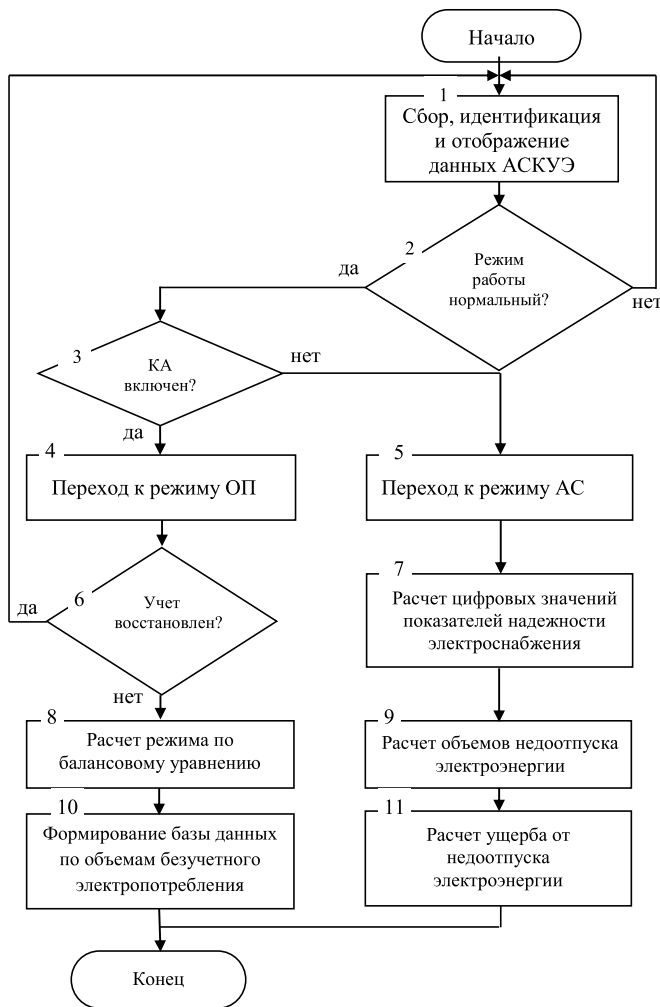 Начало
1
Сбор, идентификация
и отображение
данных АСКУЭ
2
Режим
работы
нормальный?
да
нет
3
КА
включен?
нет
да
4
Переход к режиму ОП
5
Переход к режиму АС
6
Учет
восстановлен?
да
нет
7
Расчет цифровых значений
показателей надежности
электроснабжения
8
Расчет режима по
балансовому уравнению
9
Расчет объемов недоотпуска
электроэнергии
10
Формирование базы данных
по объемам безучетного
электропотребления
11
Расчет ущерба от
недоотпуска
электроэнергии
Конец